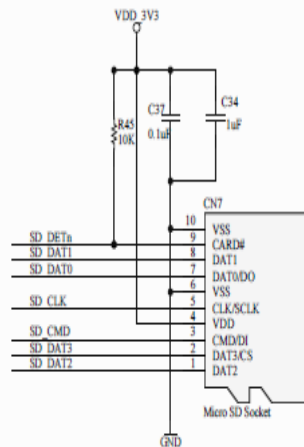 VDD_3V3
C37
0.1uF
C34
1uF
R45
10K
CN7
10 VSS
SD_DETn 9 CARD#
SD_DAT1 8 DAT1
SD_DAT0 7 DAT0/DO
6 VSS
SD_CLK 5 CLK/SCLK
4 VDD
SD_CMD 3 CMD/DI
SD_DAT3 2 DAT3/CS
SD_DAT2 1 DAT2
Micro SD Socket
GND